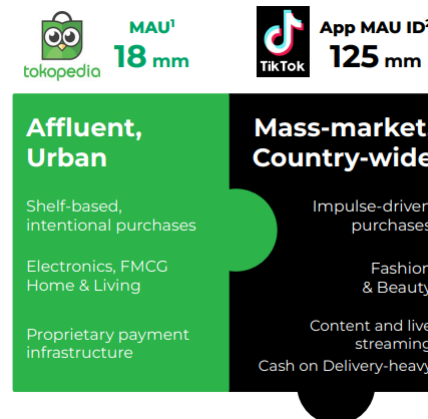 MAU¹
18 mm
tokopedia
App MAU ID²
125 mm
TikTok
Affluent,
Urban
Shelf-based,
intentional purchases
Electronics, FMCG
Home & Living
Proprietary payment
infrastructure
Mass-market
Country-wide
Impulse-driven
purchases
Fashion
& Beauty
Content and live
streaming
Cash on Delivery-heavy